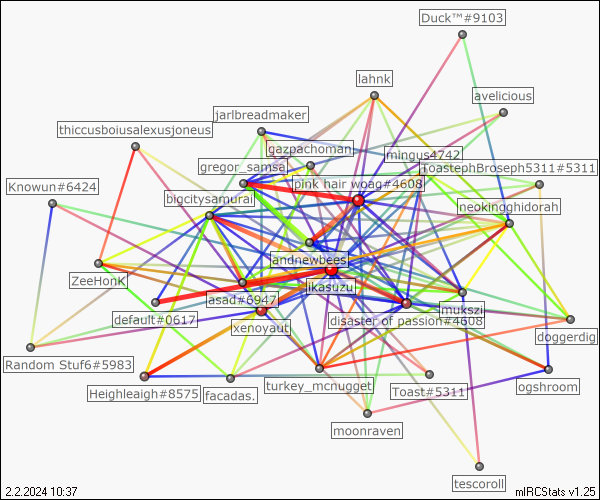 Duck™#9103
lahnk
avelicious
jarlbreadmaker
thiccusboiusalexusjoneus
gazpachoman
mingus4742
gregor_samsa
ToastephBroseph5311#5311
Knowun#6424
pink hair woag#4608
bigcitysamurai
neokingghidorah
jandnewbees
ZeeHonK
likasuzu
asad#6947
mukszi
default#0617
disaster of passion#4608
xenoyaut
doggerdig
Random Stuf6#5983
turkey_mcnugget
Toast#5311
ogshroom
Heighleaigh#8575
facadas.
moonraven
tescoroll
2.2.2024 10:37
mIRCStats v1.25